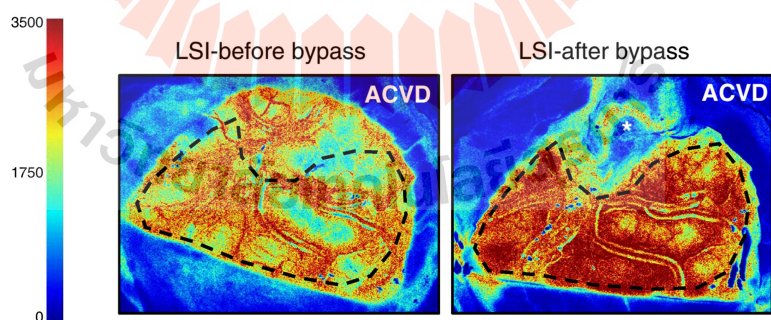 3500
1750
0
LSI-before bypass
LSI-after bypass
ACVD
ACVD
*